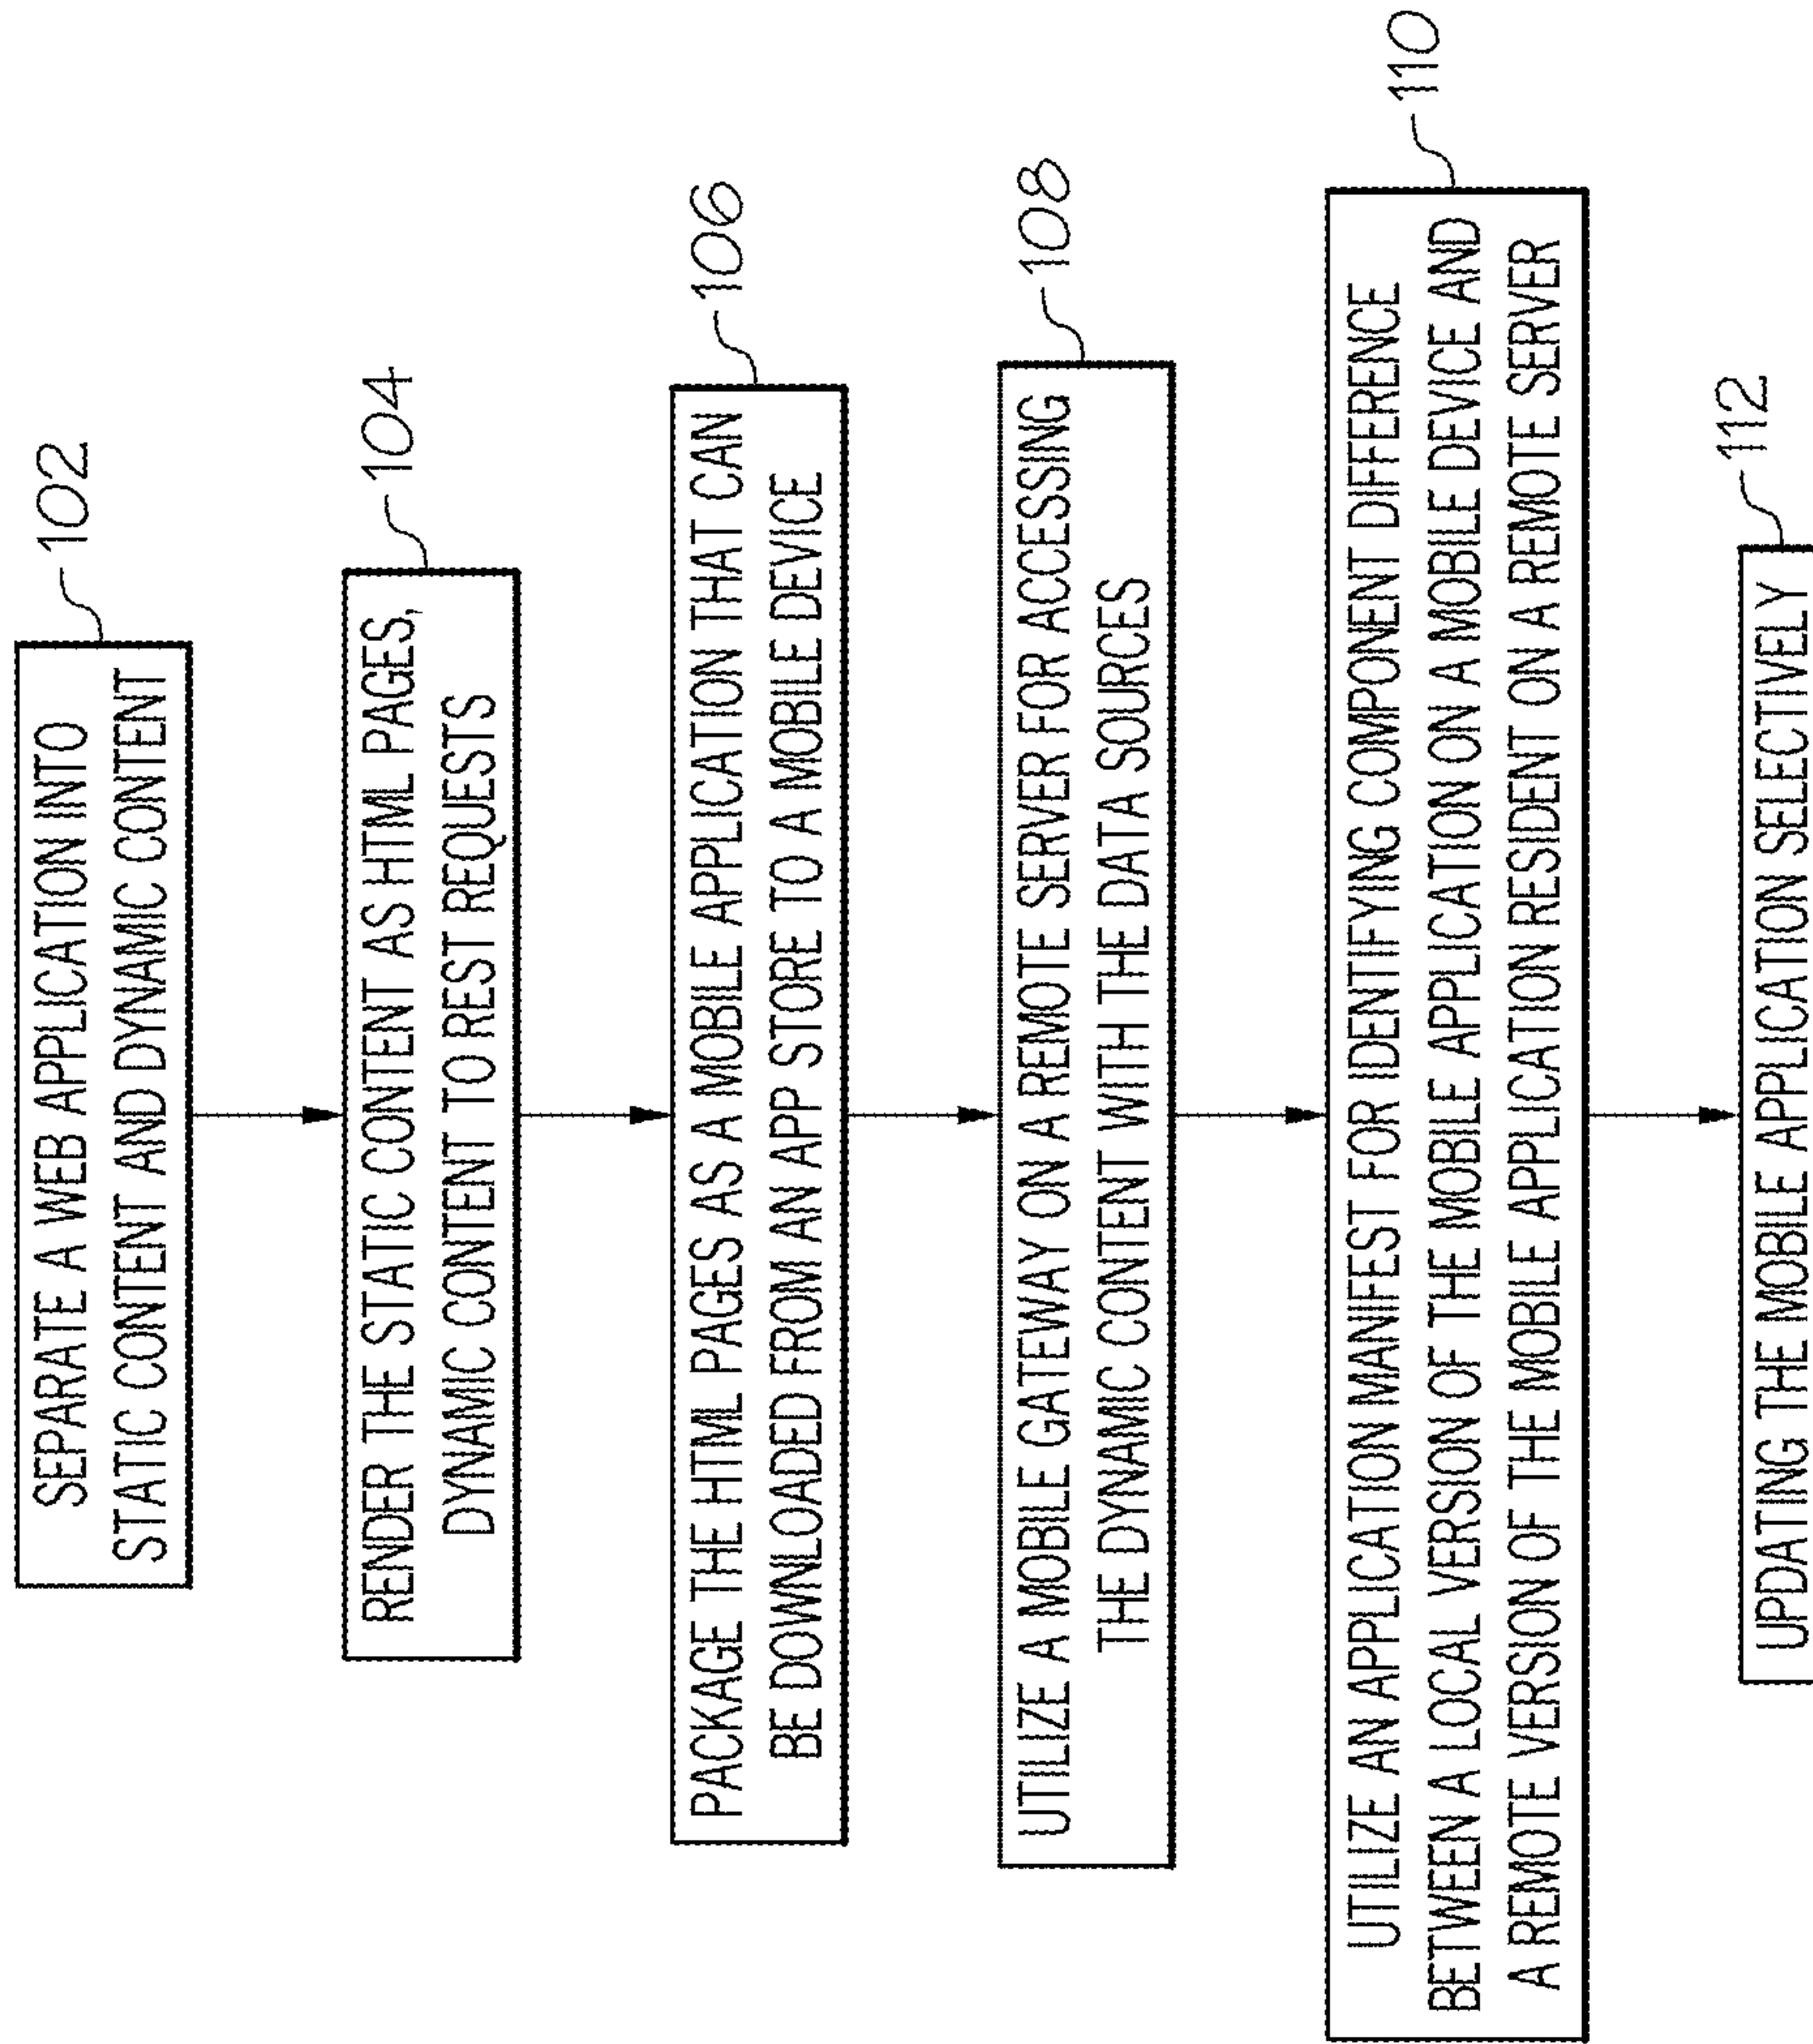 SEPARATE A WEB APPLICATION INTO
STATIC CONTENT AND DYNAMIC CONTENT
102
RENDER THE STATIC CONTENT AS HTML PAGES,
DYNAMIC CONTENT TO REST REQUESTS
104
PACKAGE THE HTML PAGES AS A MOBILE APPLICATION THAT CAN
BE DOWNLOADED FROM AN APP STORE TO A MOBILE DEVICE
106
UTILIZE A MOBILE GATEWAY ON A REMOTE SERVER FOR ACCESSING
THE DYNAMIC CONTENT WITH THE DATA SOURCES
108
UTILIZE AN APPLICATION MANIFEST FOR IDENTIFYING COMPONENT DIFFERENCE
BETWEEN A LOCAL VERSION OF THE MOBILE APPLICATION ON A MOBILE DEVICE AND
A REMOTE VERSION OF THE MOBILE APPLICATION RESIDENT ON A REMOTE SERVER
110
UPDATING THE MOBILE APPLICATION SELECTIVELY
112